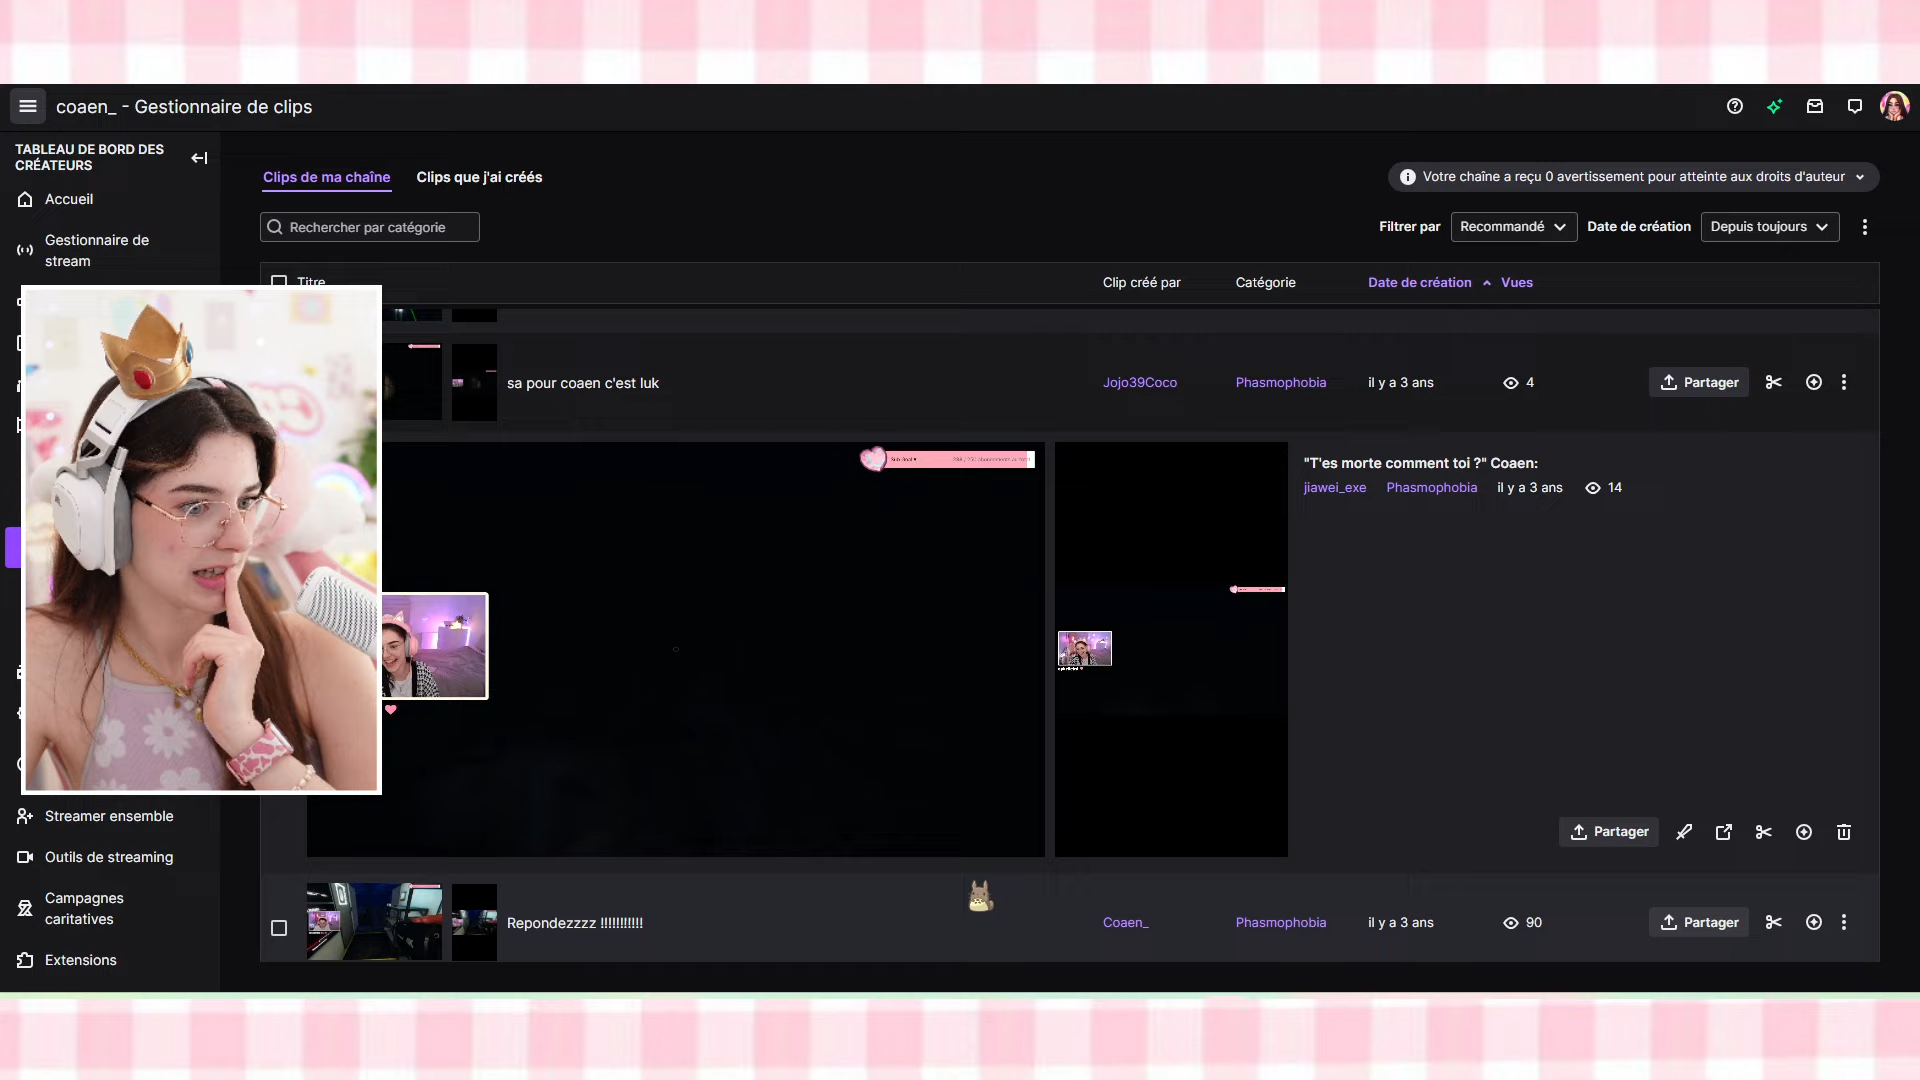 coaen_ - Gestionnaire de clips
TABLEAU DE BORD DES
CRÉATEURS
Accueil
Gestionnaire de
stream
Streamer ensemble
Outils de streaming
Campagnes
caritatives
Extensions
Clips de ma chaîne
Clips que j'ai créés
Votre chaîne a reçu 0 avertissement pour atteinte aux droits d'auteur
Rechercher par catégorie
Filtrer par
Recommandé
Date de création
Depuis toujours
Titre
Clip créé par
Catégorie
Date de création
Vues
sa pour coaen c'est luk
Jojo39Coco
Phasmophobia
il y a 3 ans
4
Partager
"T'es morte comment toi ?" Coaen:
jiawei_exe
Phasmophobia
il y a 3 ans
14
Partager
Repondezzzz !!!!!!!!!!!
Coaen_
Phasmophobia
il y a 3 ans
90
Partager